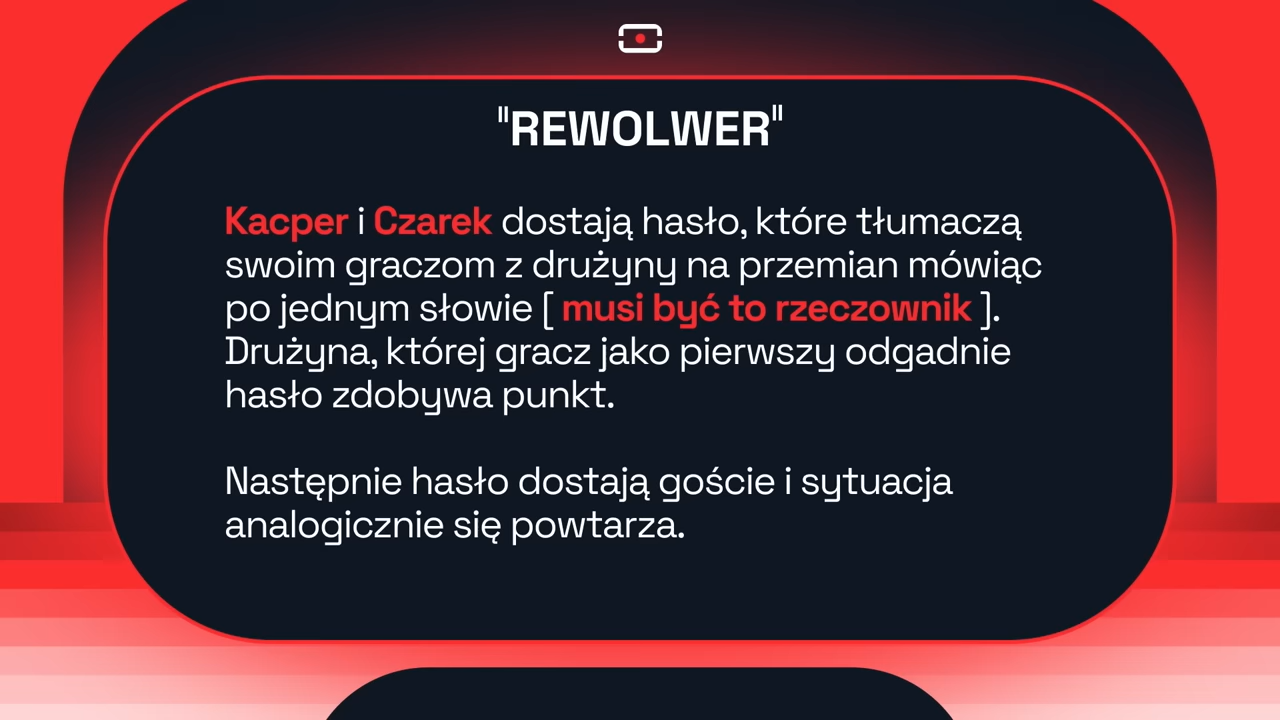 "REWOLWER"
Kacper i Czarek dostają hasło, które tłumaczą
swoim graczom z drużyny na przemian mówiąc
po jednym słowie [ musi być to rzeczownik ].
Drużyna, której gracz jako pierwszy odgadnie
hasło zdobywa punkt.
Następnie hasło dostają goście i sytuacja
analogicznie się powtarza.